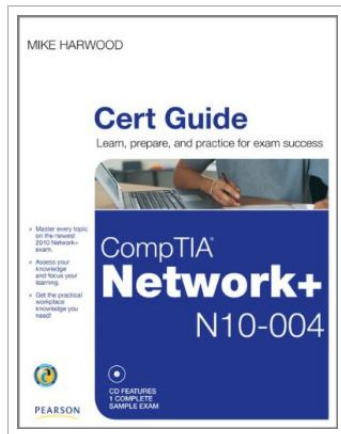 MIKE HARWOOD
Cert Guide
Learn, prepare, and practice for exam success
› Master every topic
on the newest
2010 Network+
exam.
› Assess your
knowledge
and focus your
learning.
› Get the practical
workplace
knowledge you
need!
CompTIA®
Network+
N10-004
CD FEATURES
1 COMPLETE
SAMPLE EXAM
PEARSON